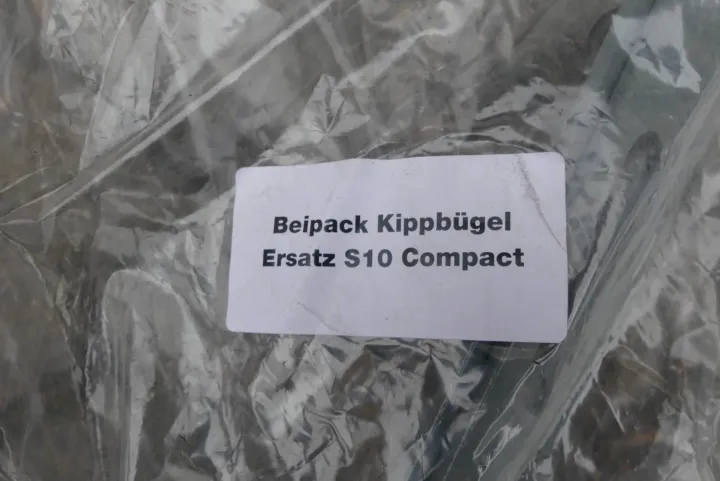 Beipack Kippbügel
Ersatz S10 Compact